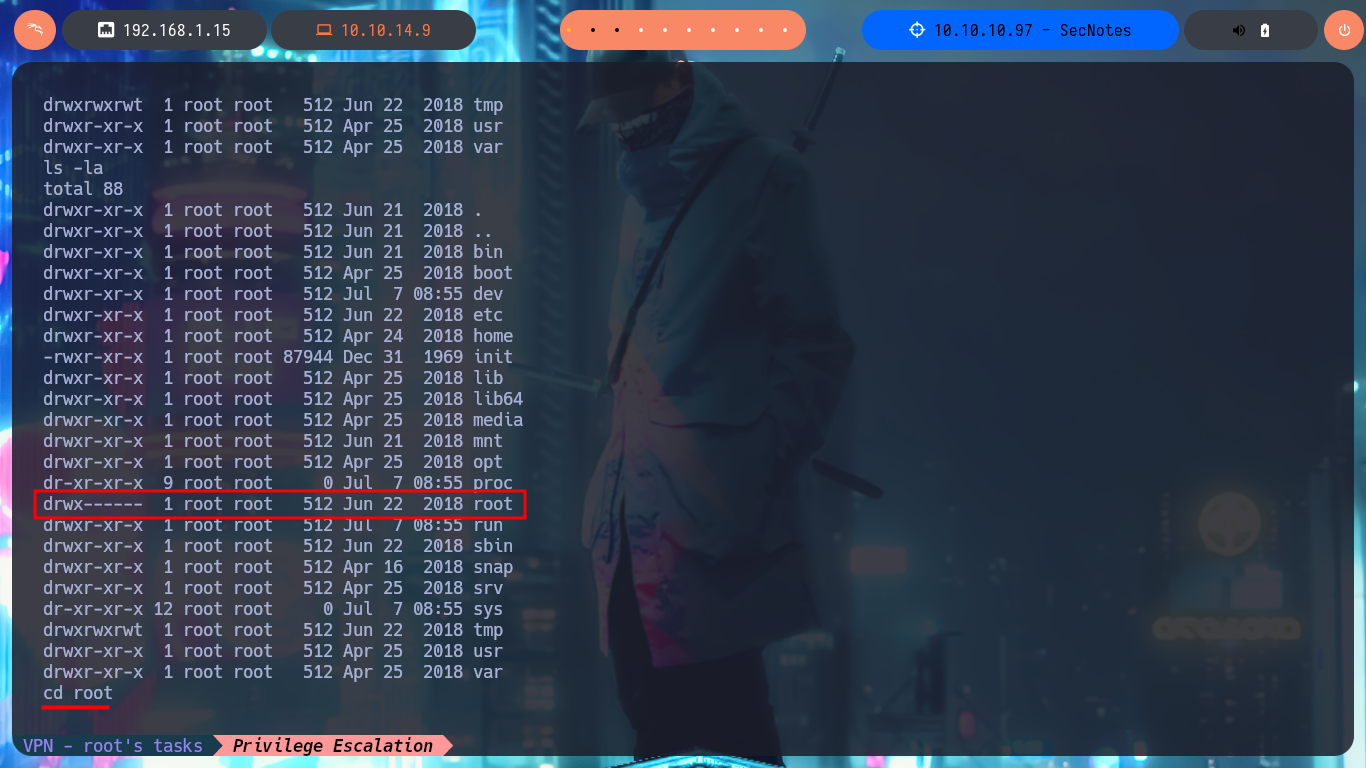 192.168.1.15
10.10.14.9
10.10.10.97 - SecNotes
drwxrwxrwt  1 root root   512 Jun 22  2018 tmp
drwxr-xr-x  1 root root   512 Apr 25  2018 usr
drwxr-xr-x  1 root root   512 Apr 25  2018 var
ls -la
total 88
drwxr-xr-x  1 root root   512 Jun 21  2018 .
drwxr-xr-x  1 root root   512 Jun 21  2018 ..
drwxr-xr-x  1 root root   512 Jun 21  2018 bin
drwxr-xr-x  1 root root   512 Apr 25  2018 boot
drwxr-xr-x  1 root root   512 Jul  7 08:55 dev
drwxr-xr-x  1 root root   512 Jun 22  2018 etc
drwxr-xr-x  1 root root   512 Apr 24  2018 home
-rwxr-xr-x  1 root root 87944 Dec 31  1969 init
drwxr-xr-x  1 root root   512 Apr 25  2018 lib
drwxr-xr-x  1 root root   512 Apr 25  2018 lib64
drwxr-xr-x  1 root root   512 Apr 25  2018 media
drwxr-xr-x  1 root root   512 Jun 21  2018 mnt
drwxr-xr-x  1 root root   512 Apr 25  2018 opt
dr-xr-xr-x  9 root root     0 Jul  7 08:55 proc
drwx------  1 root root   512 Jun 22  2018 root
drwxr-xr-x  1 root root   512 Jul  7 08:55 run
drwxr-xr-x  1 root root   512 Jun 22  2018 sbin
drwxr-xr-x  1 root root   512 Apr 16  2018 snap
drwxr-xr-x  1 root root   512 Apr 25  2018 srv
dr-xr-xr-x 12 root root     0 Jul  7 08:55 sys
drwxrwxrwt  1 root root   512 Jun 22  2018 tmp
drwxr-xr-x  1 root root   512 Apr 25  2018 usr
drwxr-xr-x  1 root root   512 Apr 25  2018 var
cd root
VPN - root's tasks
Privilege Escalation